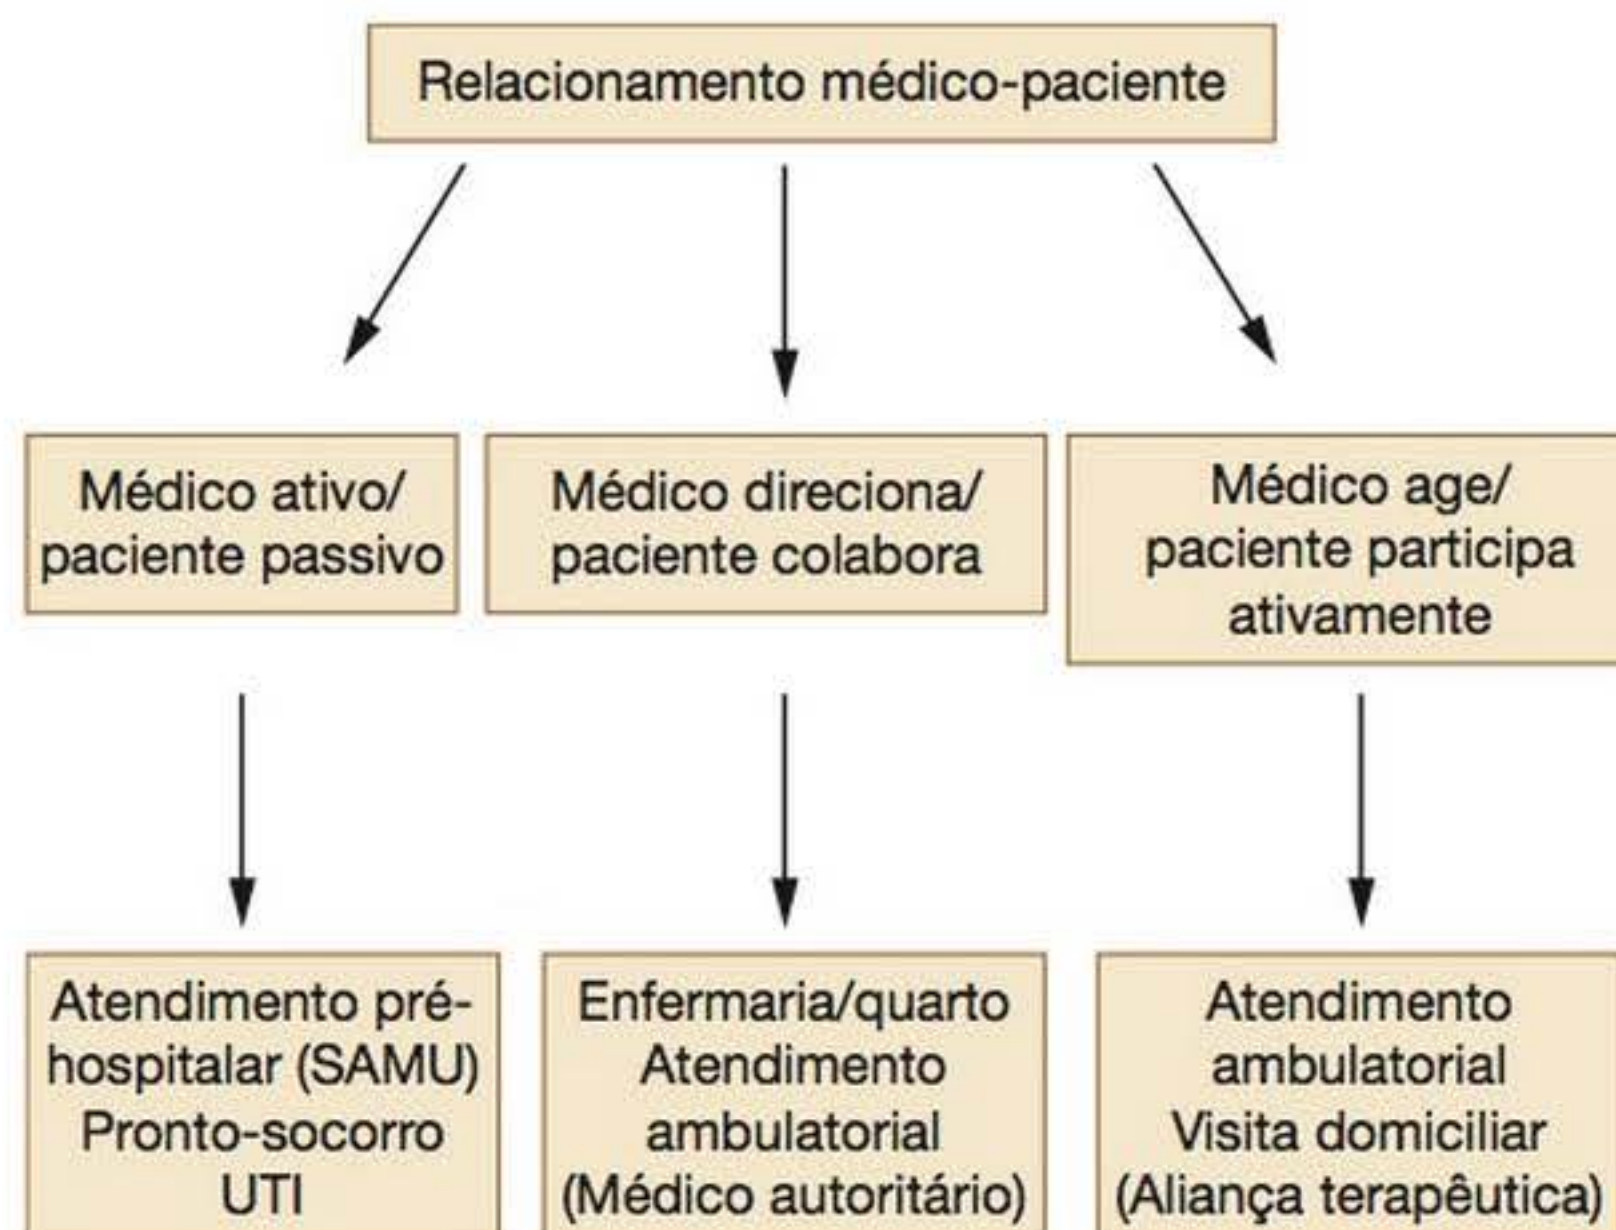 Relacionamento médico-paciente
Médico ativo/
paciente passivo
Médico direciona/
paciente colabora
Médico age/
paciente participa
ativamente
Atendimento pré-
hospitalar (SAMU)
Pronto-socorro
UTI
Enfermaria/quarto
Atendimento
ambulatorial
(Médico autoritário)
Atendimento
ambulatorial
Visita domiciliar
(Aliança terapêutica)